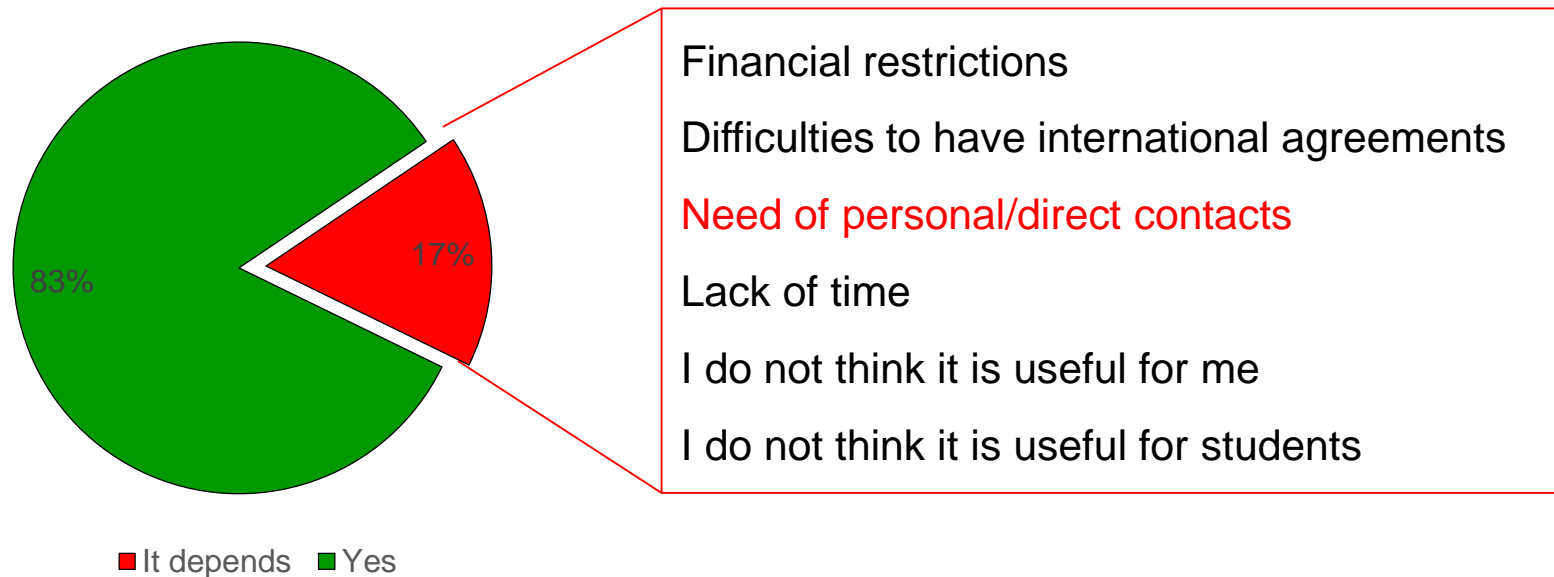 83%
17%
Financial restrictions
Difficulties to have international agreements
Need of personal/direct contacts
Lack of time
I do not think it is useful for me
I do not think it is useful for students
It depends Yes